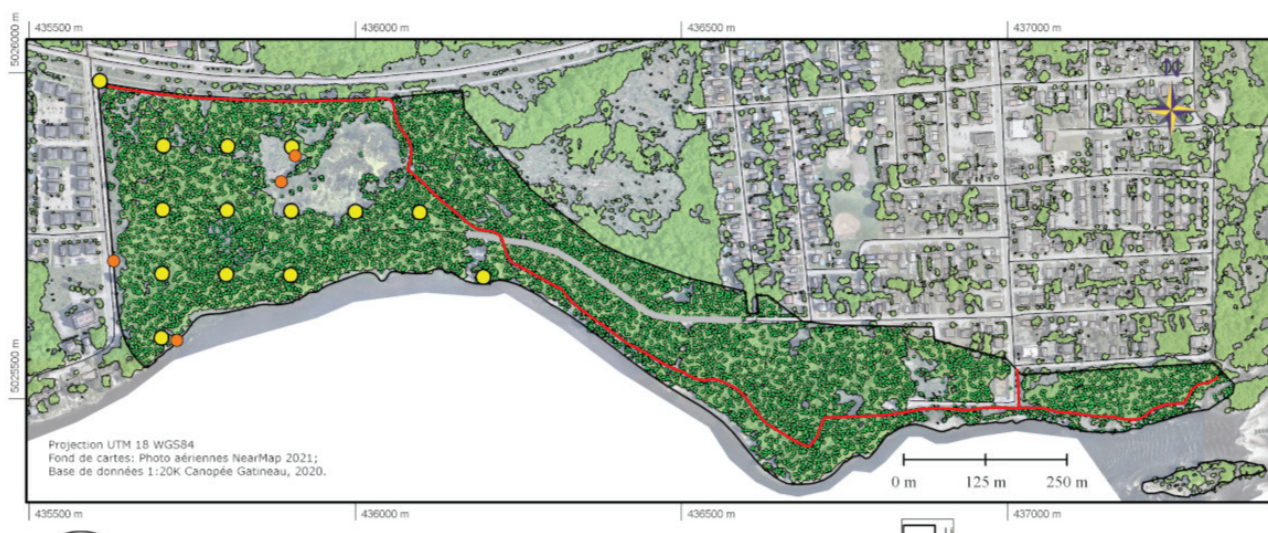 435500 m
436000 m
436500 m
437000 m
5026000 m
5025500 m
N
Projection UTM 18 WGS84
Fond de cartes: Photo aériennes NearMap 2021;
Base de données 1:20K Canopée Gatineau, 2020.
0 m 125 m 250 m
435500 m
436000 m
436500 m
437000 m